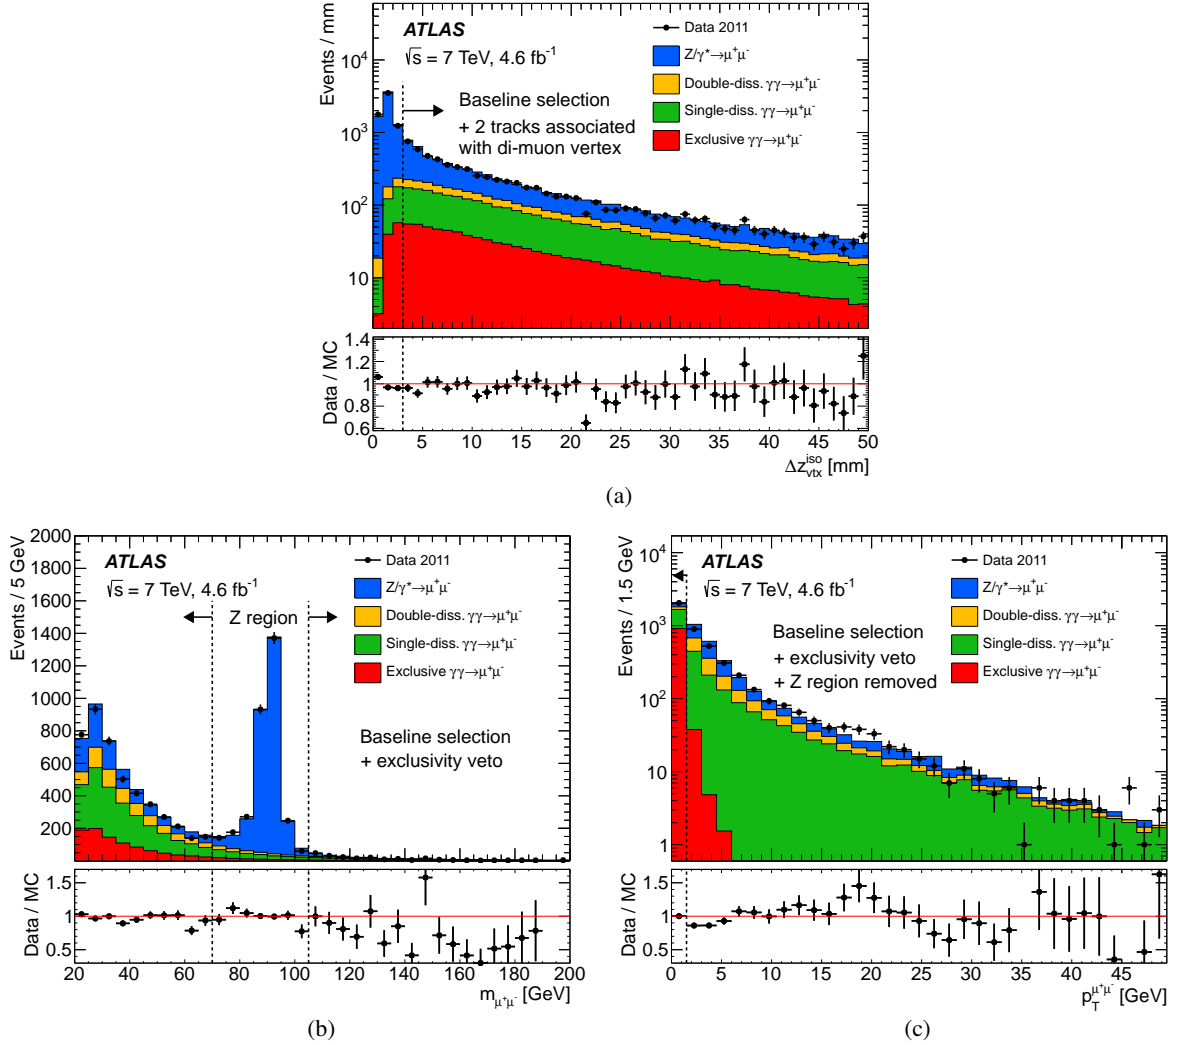 Events / mm
10⁴
10³
10²
10
ATLAS
√s = 7 TeV, 4.6 fb⁻¹
Baseline selection
+ 2 tracks associated
with di-muon vertex
Data 2011
Z/γ*→μ⁺μ⁻
Double-diss. γγ→μ⁺μ⁻
Single-diss. γγ→μ⁺μ⁻
Exclusive γγ→μ⁺μ⁻
Data / MC
1.4
1.2
1
0.8
0.6
0 5 10 15 20 25 30 35 40 45 50
Δz_vtx^iso [mm]
(a)
Events / 5 GeV
2000
1800
1600
1400
1200
1000
800
600
400
200
ATLAS
√s = 7 TeV, 4.6 fb⁻¹
Z region
Data 2011
Z/γ*→μ⁺μ⁻
Double-diss. γγ→μ⁺μ⁻
Single-diss. γγ→μ⁺μ⁻
Exclusive γγ→μ⁺μ⁻
Baseline selection
+ exclusivity veto
Data / MC
1.5
1
0.5
20 40 60 80 100 120 140 160 180 200
m_μ⁺μ⁻ [GeV]
(b)
Events / 1.5 GeV
10⁴
10³
10²
10
1
ATLAS
√s = 7 TeV, 4.6 fb⁻¹
Baseline selection
+ exclusivity veto
+ Z region removed
Data 2011
Z/γ*→μ⁺μ⁻
Double-diss. γγ→μ⁺μ⁻
Single-diss. γγ→μ⁺μ⁻
Exclusive γγ→μ⁺μ⁻
Data / MC
1.5
1
0.5
0 5 10 15 20 25 30 35 40 45
p_T^μ⁺μ⁻ [GeV]
(c)